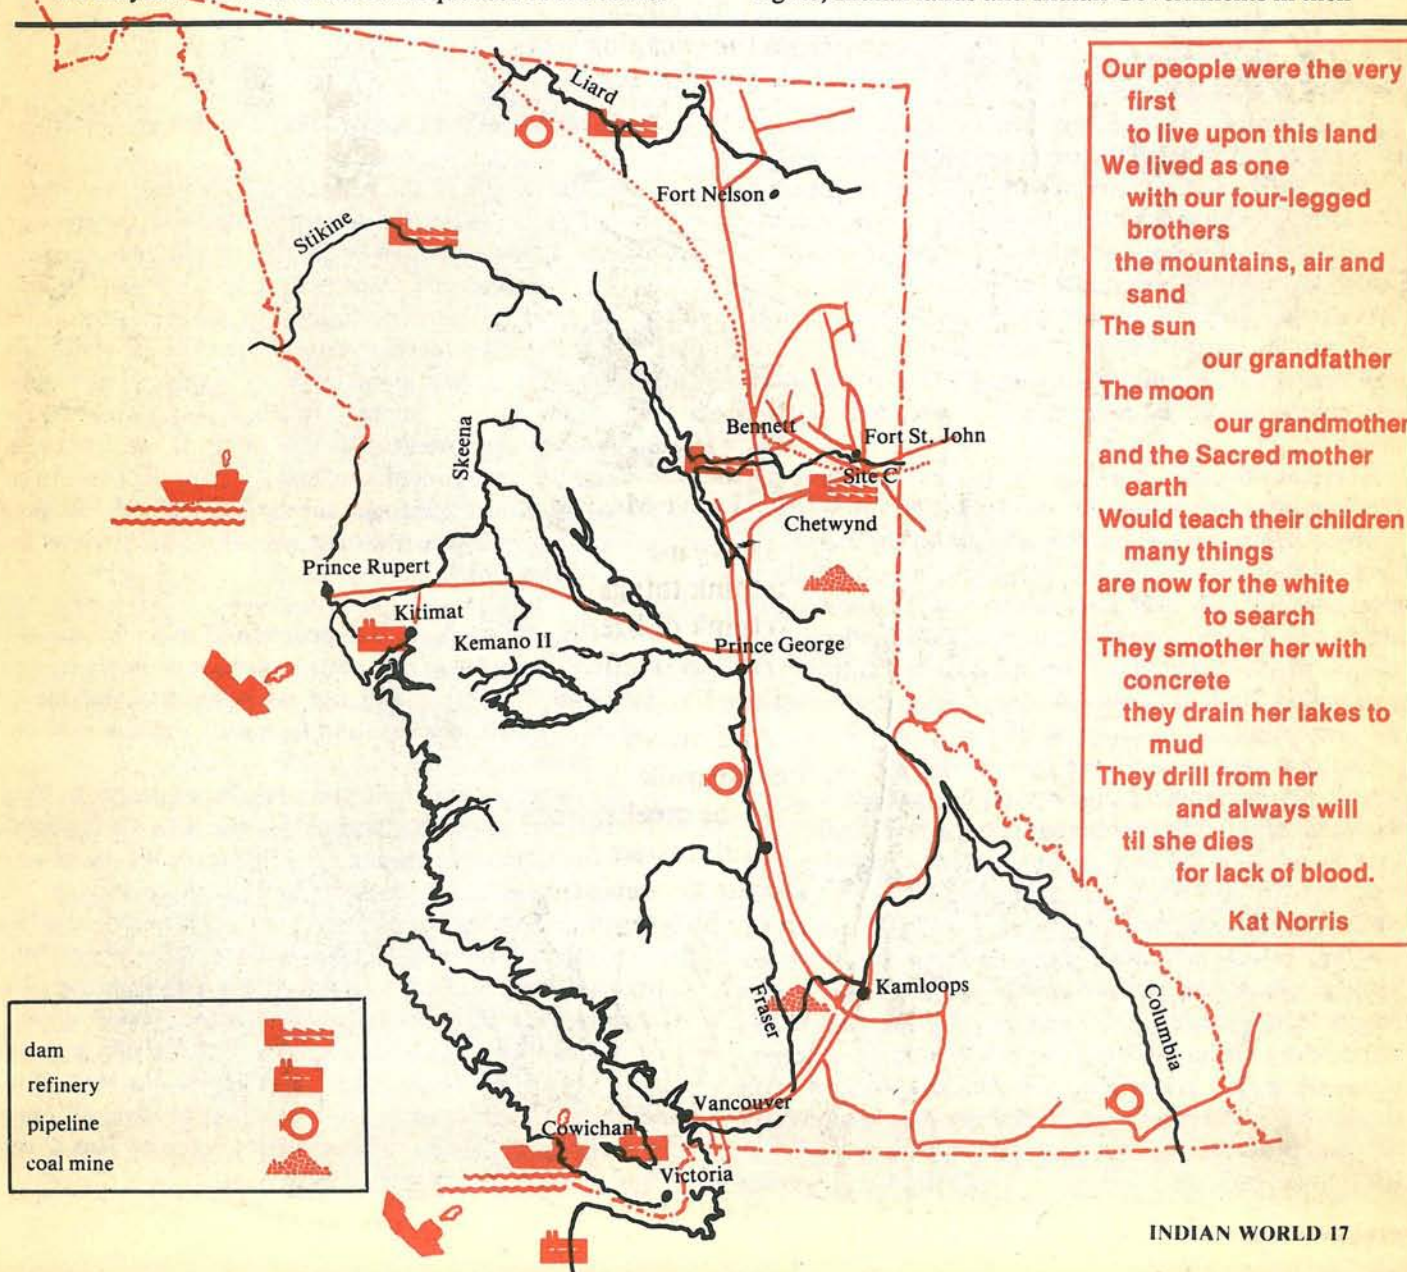 Liard
Fort Nelson
Stikine
Bennett
Fort St. John
Skeena
Site C
Chetwynd
Prince Rupert
Kitimat
Kemano II
Prince George
Fraser
Kamloops
Columbia
Vancouver
Cowichan
Victoria
dam
refinery
pipeline
coal mine
Our people were the very
first
to live upon this land
We lived as one
with our four-legged
brothers
the mountains, air and
sand
The sun
our grandfather
The moon
our grandmother
and the Sacred mother
earth
Would teach their children
many things
are now for the white
to search
They smother her with
concrete
they drain her lakes to
mud
They drill from her
and always will
til she dies
for lack of blood.
Kat Norris
INDIAN WORLD 17